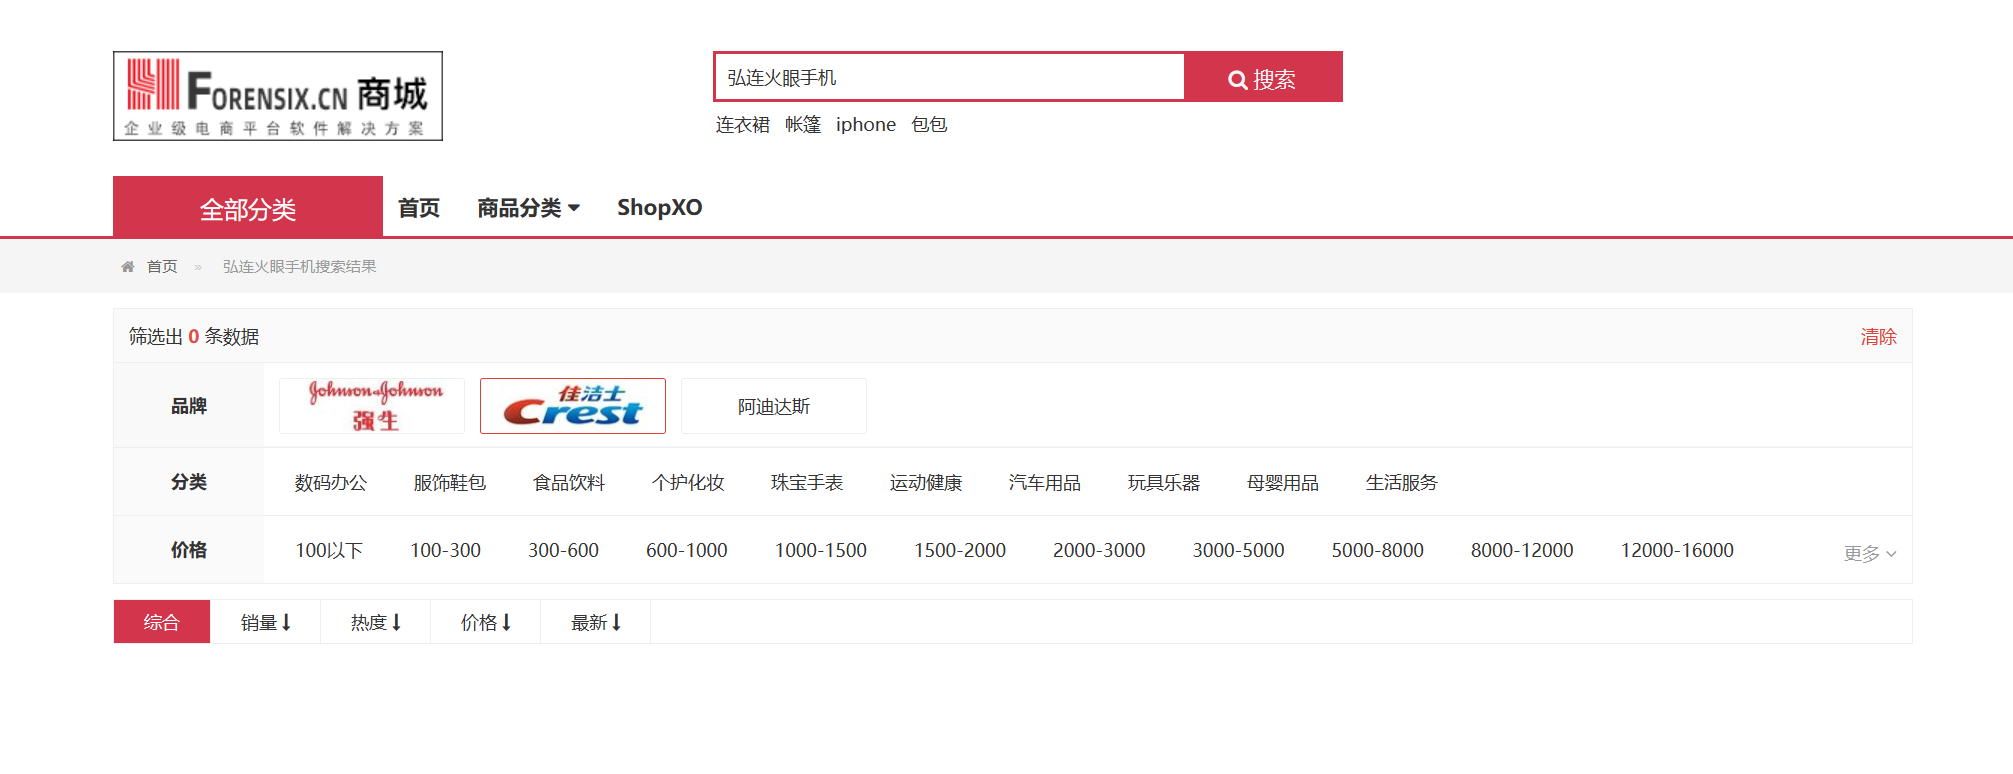 FORENSIX.CN 商城
企业级电商平台软件解决方案
弘连火眼手机 搜索
连衣裙 帐篷 iphone 包包
全部分类 首页 商品分类 ShopXO
首页 » 弘连火眼手机搜索结果
筛选出 0 条数据 清除
品牌 Johnson&Johnson 强生 佳洁士 Crest 阿迪达斯
分类 数码办公 服饰鞋包 食品饮料 个护化妆 珠宝手表 运动健康 汽车用品 玩具乐器 母婴用品 生活服务
价格 100以下 100-300 300-600 600-1000 1000-1500 1500-2000 2000-3000 3000-5000 5000-8000 8000-12000 12000-16000 更多
综合 销量 热度 价格 最新